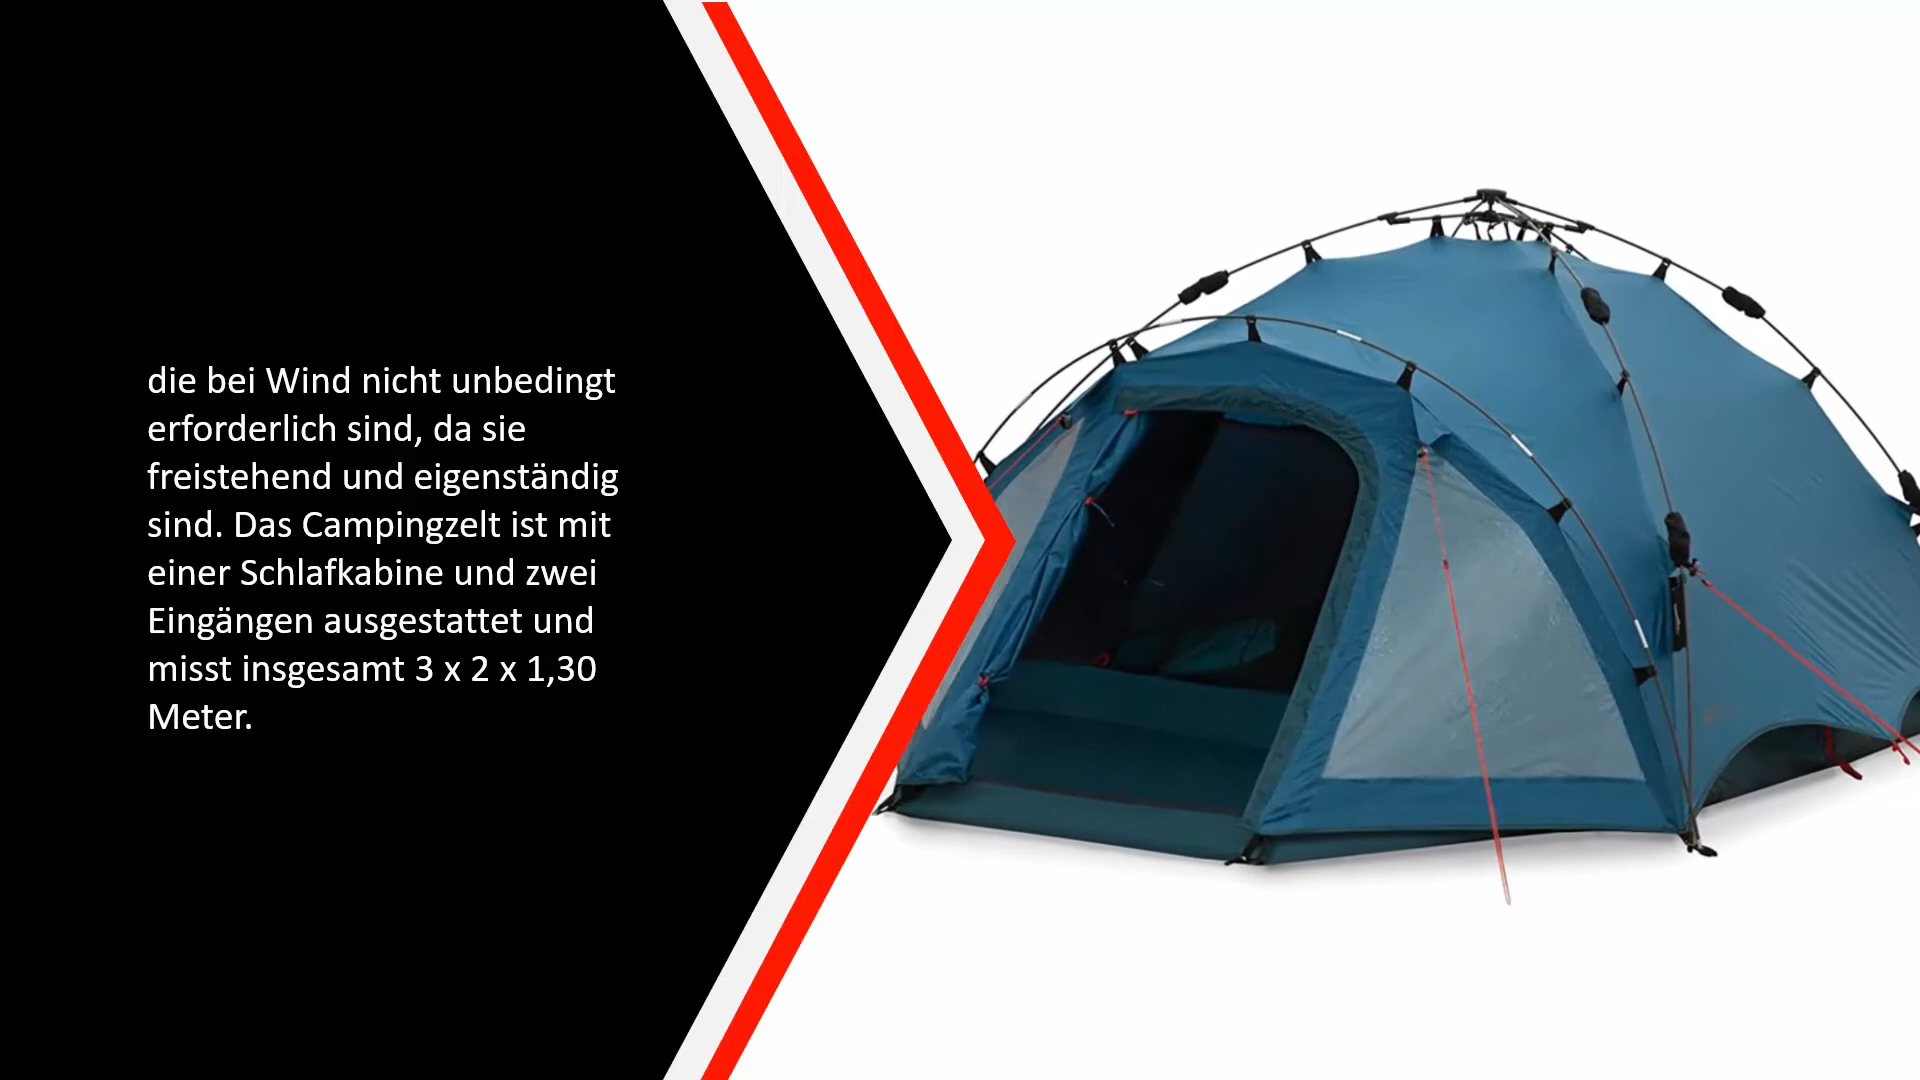 die bei Wind nicht unbedingt
erforderlich sind, da sie
freistehend und eigenständig
sind. Das Campingzelt ist mit
einer Schlafkabine und zwei
Eingängen ausgestattet und
misst insgesamt 3 x 2 x 1,30
Meter.